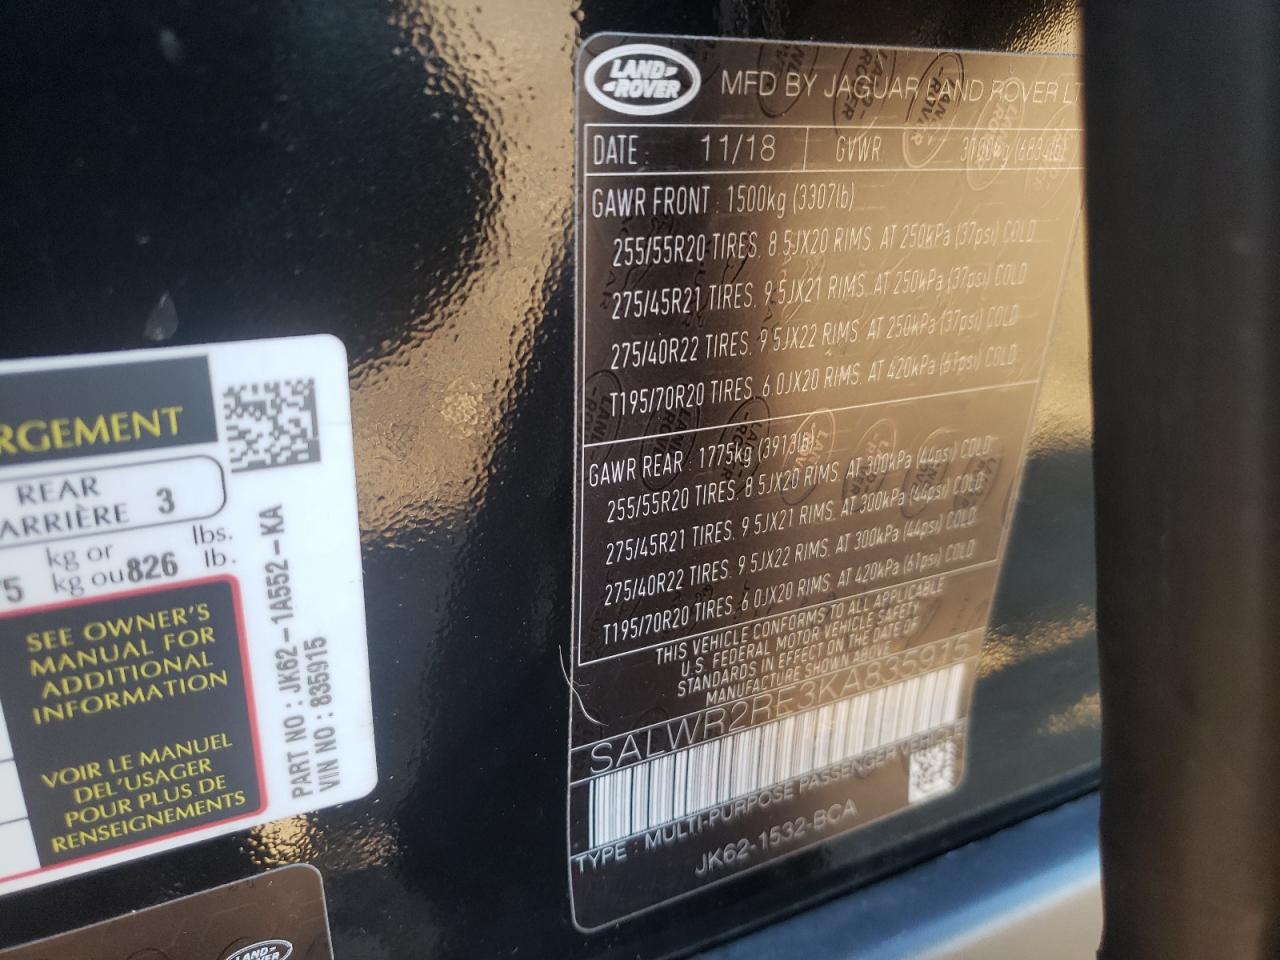 RGEMENT
REAR
ARRIÈRE 3
kg or lbs.
5 kg ou 826 lb.
SEE OWNER'S
MANUAL FOR
ADDITIONAL
INFORMATION
VOIR LE MANUEL
DEL'USAGER
POUR PLUS DE
RENSEIGNEMENTS
PART NO : JK62-1A552-KA
VIN NO : 835915
LAND-
-ROVER
LAND-
-ROVER
MFD BY JAGUAR LAND ROVER LT
DATE : 11/18 GVWR 3100kg
GAWR FRONT : 1500kg (3307lb)
255/55R20 TIRES. 8.5JX20 RIMS. AT 250kPa (37psi) COLD
275/45R21 TIRES. 9.5JX21 RIMS. AT 250kPa (37psi) COLD
275/40R22 TIRES. 9.5JX22 RIMS. AT 250kPa (37psi) COLD
T195/70R20 TIRES. 6.0JX20 RIMS. AT 420kPa (61psi) COLD
GAWR REAR : 1775kg (3913lb)
255/55R20 TIRES. 8.5JX20 RIMS. AT 300kPa (44psi) COLD
275/45R21 TIRES. 9.5JX21 RIMS. AT 300kPa (44psi) COLD
275/40R22 TIRES. 9.5JX22 RIMS. AT 300kPa (44psi) COLD
T195/70R20 TIRES. 6.0JX20 RIMS. AT 420kPa (61psi) COLD
THIS VEHICLE CONFORMS TO ALL APPLICABLE
U.S. FEDERAL MOTOR VEHICLE SAFETY
STANDARDS IN EFFECT ON THE DATE OF
MANUFACTURE SHOWN ABOVE
SALWR2RE3KA835915
TYPE : MULTI-PURPOSE PASSENGER VEHICLE
JK62-1532-BCA